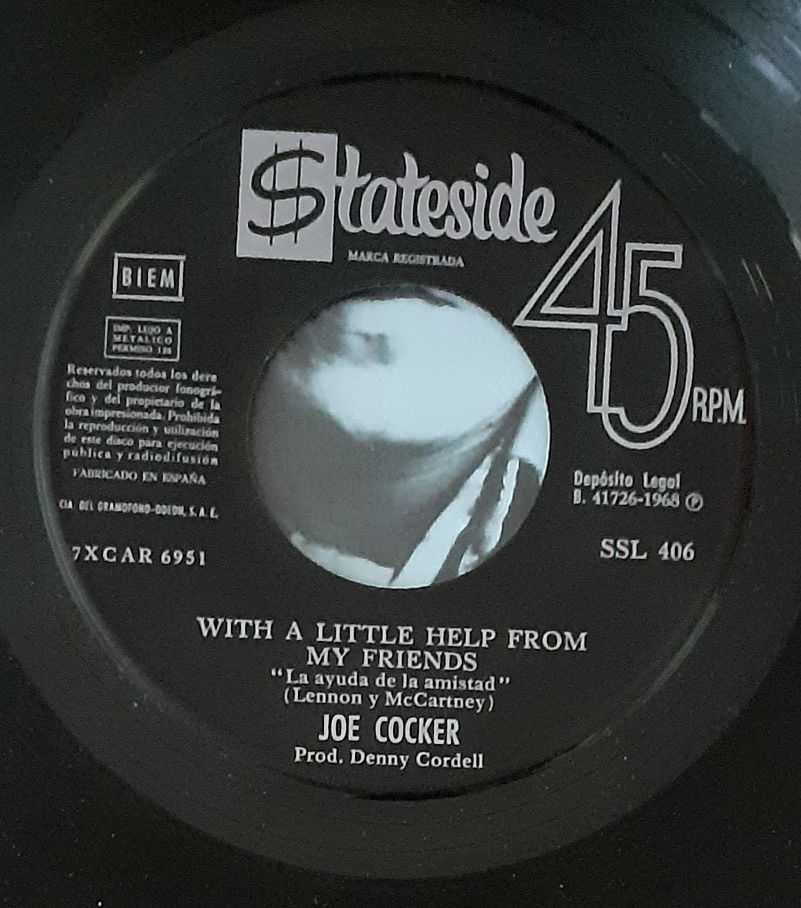 Stateside
MARCA REGISTRADA
45
RPM.
BIEM
IMP. LUJO A
METALICO
PERMISO 128
Reservados todos los dere
chos del productor fonográ-
fico y del propietario de la
obra impresionada. Prohibida
la reproducción y utilización
de este disco para ejecución
pública y radiodifusión
FABRICADO EN ESPAÑA
CIA. DEL GRAMOFONO-ODEON, S. A. E.
7XCAR 6951
Depósito Legal
B. 41726-1968 Ⓟ
SSL 406
WITH A LITTLE HELP FROM
MY FRIENDS
“La ayuda de la amistad”
(Lennon y McCartney)
JOE COCKER
Prod. Denny Cordell